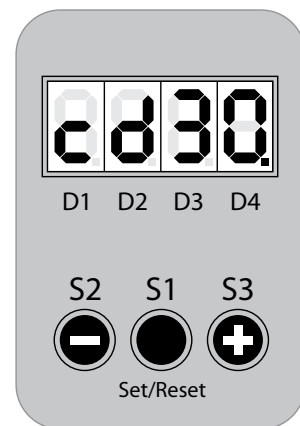 cd30.
D1 D2 D3 D4
S2 S1 S3
− +
Set/Reset